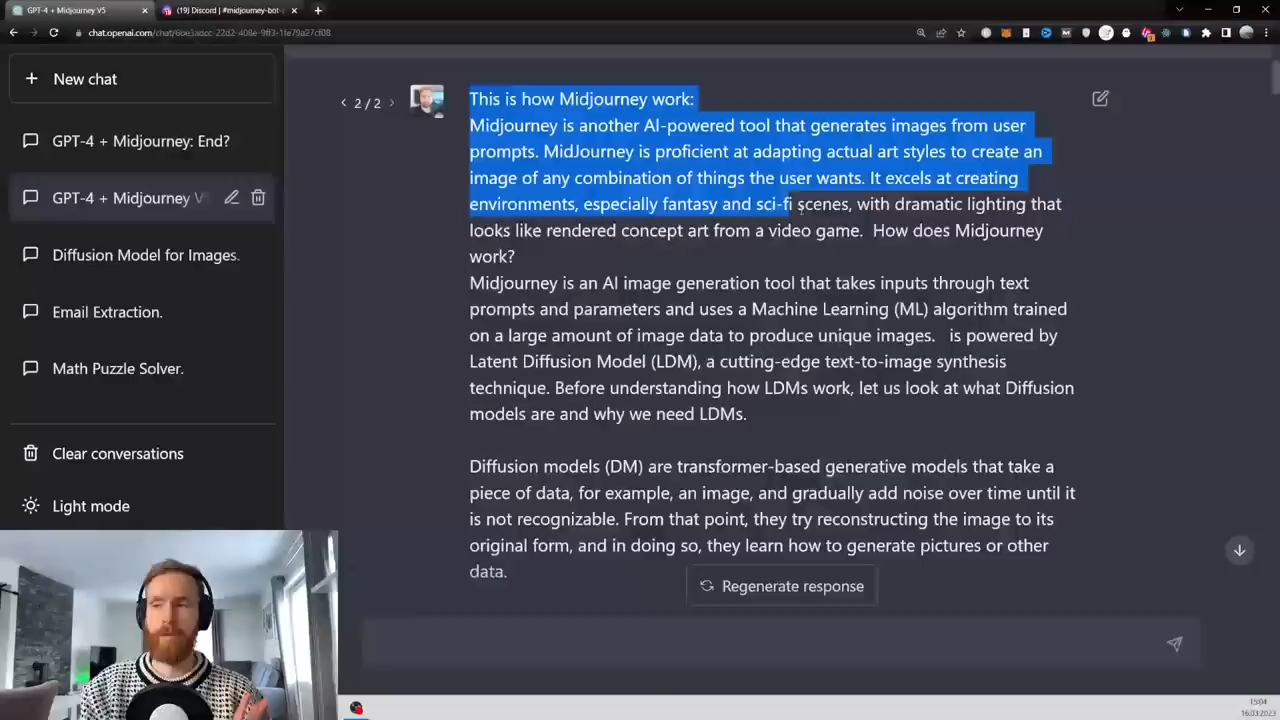 GPT-4 + Midjourney V5
(19) Discord | #midjourney-bot-
New chat
GPT-4 + Midjourney: End?
GPT-4 + Midjourney V5
Diffusion Model for Images.
Email Extraction.
Math Puzzle Solver.
Clear conversations
Light mode
2 / 2
This is how Midjourney work:
Midjourney is another AI-powered tool that generates images from user
prompts. MidJourney is proficient at adapting actual art styles to create an
image of any combination of things the user wants. It excels at creating
environments, especially fantasy and sci-fi scenes, with dramatic lighting that
looks like rendered concept art from a video game.  How does Midjourney
work?
Midjourney is an AI image generation tool that takes inputs through text
prompts and parameters and uses a Machine Learning (ML) algorithm trained
on a large amount of image data to produce unique images.   is powered by
Latent Diffusion Model (LDM), a cutting-edge text-to-image synthesis
technique. Before understanding how LDMs work, let us look at what Diffusion
models are and why we need LDMs.
Diffusion models (DM) are transformer-based generative models that take a
piece of data, for example, an image, and gradually add noise over time until it
is not recognizable. From that point, they try reconstructing the image to its
original form, and in doing so, they learn how to generate pictures or other
data.
Regenerate response
15:04
16.03.2023